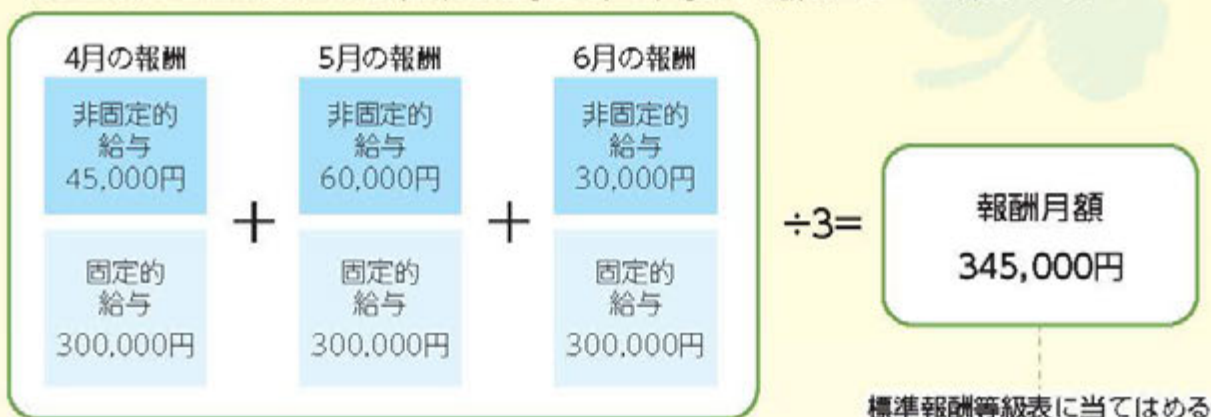 4月の報酬
非固定的
給与
45,000円
固定的
給与
300,000円
+
5月の報酬
非固定的
給与
60,000円
固定的
給与
300,000円
+
6月の報酬
非固定的
給与
30,000円
固定的
給与
300,000円
÷3=
報酬月額
345,000円
標準報酬等級表に当てはめる